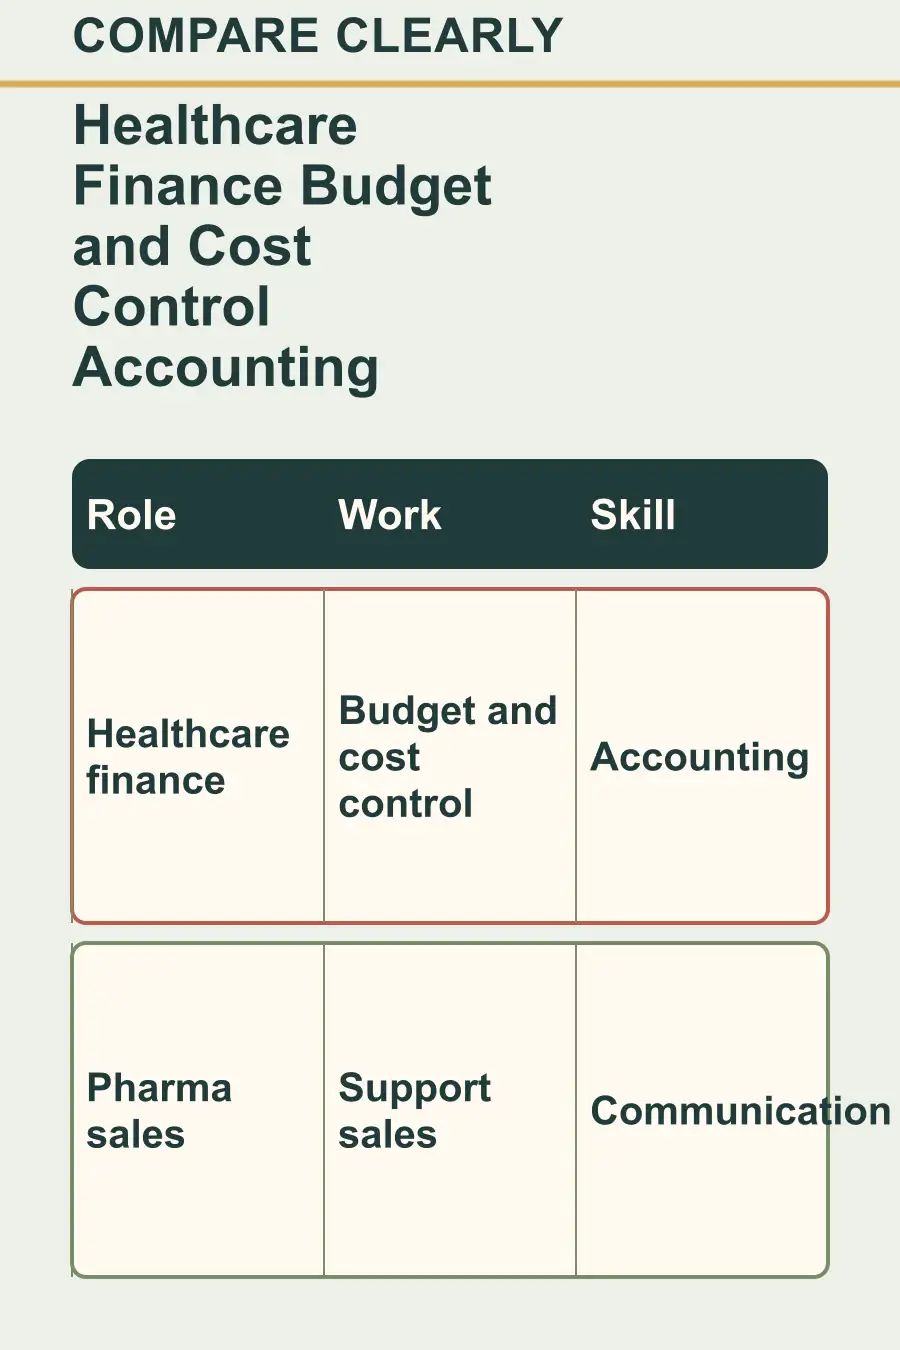 COMPARE CLEARLY
Healthcare
Finance Budget
and Cost
Control
Accounting
Role Work Skill
Healthcare
finance
Budget and
cost
control
Accounting
Pharma
sales
Support
sales
Communication